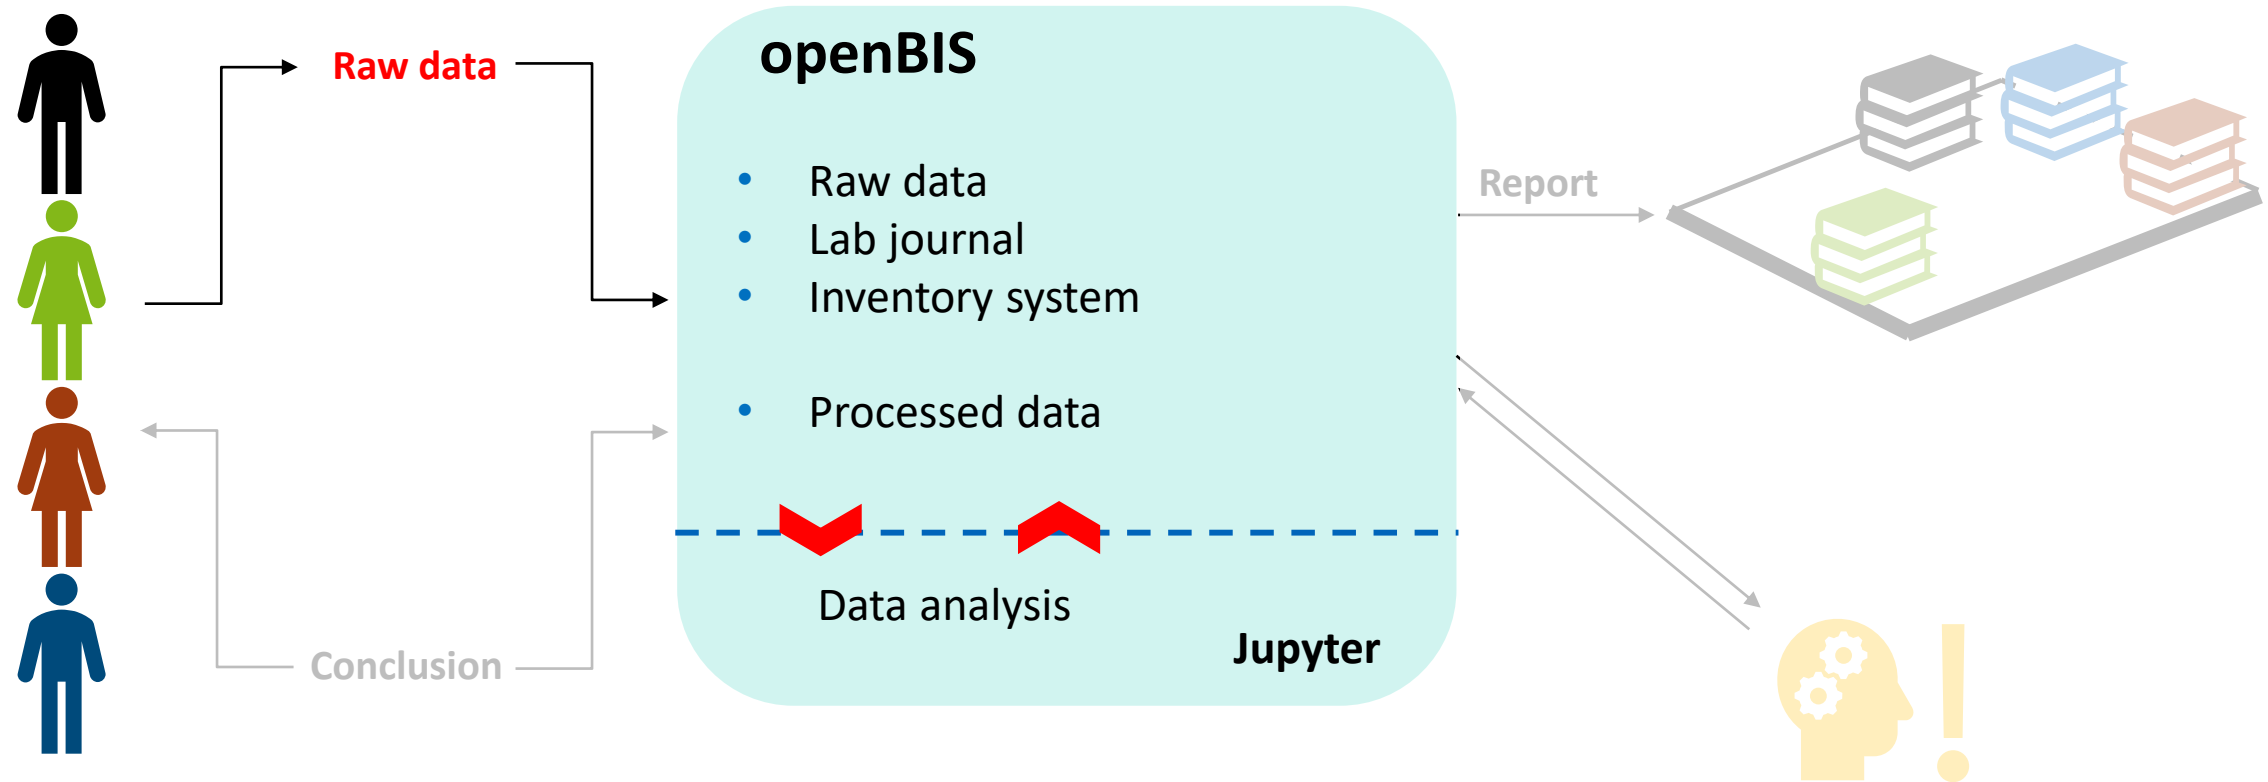 Raw data
openBIS
• Raw data
• Lab journal
• Inventory system
• Processed data
Data analysis
Jupyter
Report
Conclusion